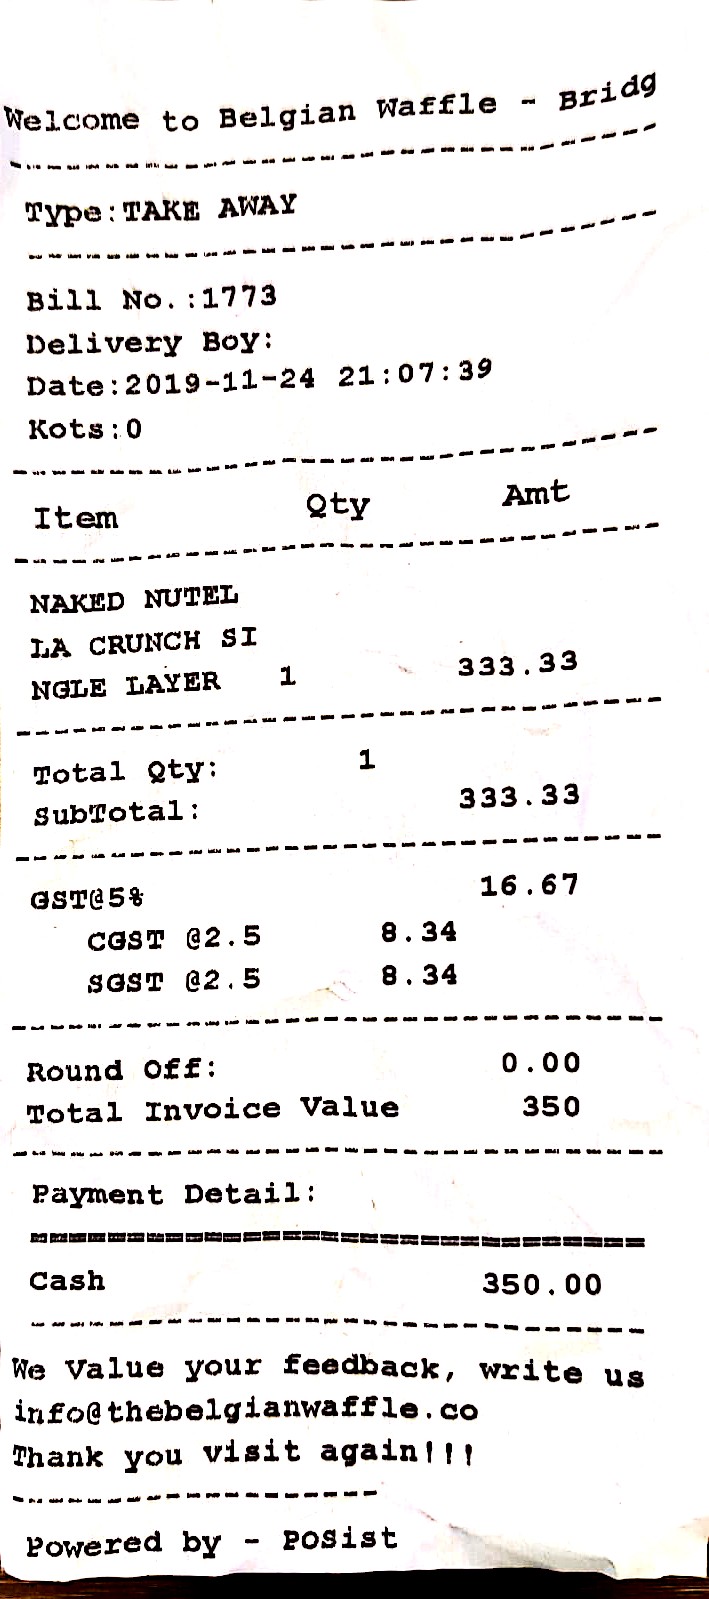 Welcome to Belgian Waffle - Bridg
Type:TAKE AWAY
Bill No.:1773
Delivery Boy:
Date:2019-11-24 21:07:39
Kots:0
Item Qty Amt
NAKED NUTEL
LA CRUNCH SI
NGLE LAYER 1 333.33
Total Qty: 1
SubTotal: 333.33
GST@5% 16.67
CGST @2.5 8.34
SGST @2.5 8.34
Round Off: 0.00
Total Invoice Value 350
Payment Detail:
Cash 350.00
We Value your feedback, write us
info@thebelgianwaffle.co
Thank you visit again!!!
Powered by - POSist